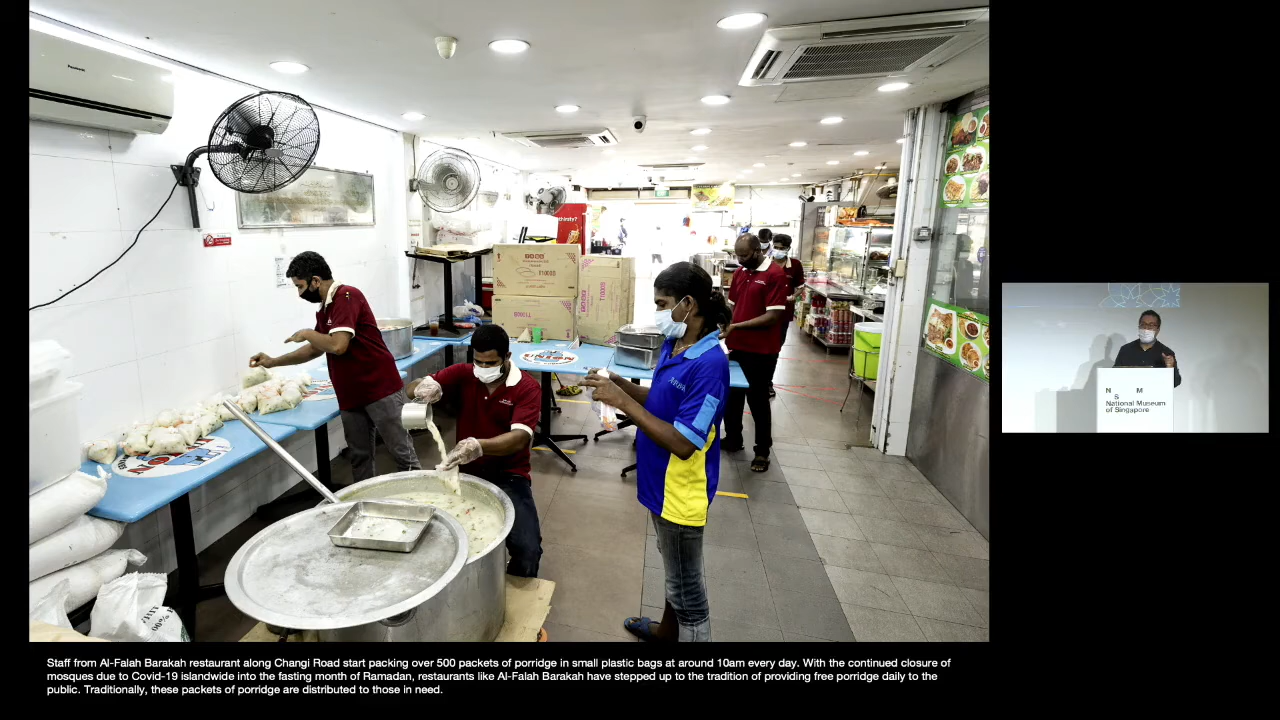 thirsty?
T1000B
T1000B
N M
S
National Museum
of Singapore
Staff from Al-Falah Barakah restaurant along Changi Road start packing over 500 packets of porridge in small plastic bags at around 10am every day. With the continued closure of
mosques due to Covid-19 islandwide into the fasting month of Ramadan, restaurants like Al-Falah Barakah have stepped up to the tradition of providing free porridge daily to the
public. Traditionally, these packets of porridge are distributed to those in need.